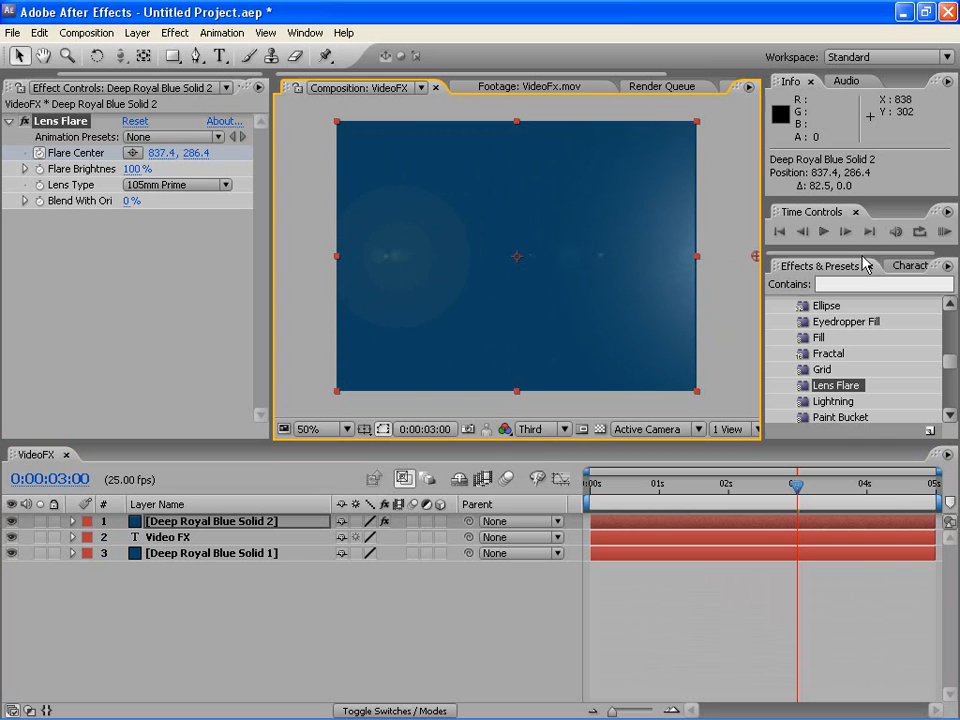 Adobe After Effects - Untitled Project.aep *
File Edit Composition Layer Effect Animation View Window Help
Workspace: Standard
Effect Controls: Deep Royal Blue Solid 2
VideoFX * Deep Royal Blue Solid 2
Lens Flare Reset About...
Animation Presets: None
Flare Center 837.4, 286.4
Flare Brightnes 100 %
Lens Type 105mm Prime
Blend With Ori 0 %
Composition: VideoFX Footage: VideoFx.mov Render Queue
50% 0:00:03:00 Third Active Camera 1 View
Info Audio
R : X : 838
G : Y : 302
B :
A : 0
Deep Royal Blue Solid 2
Position: 837.4, 286.4
Δ: 82.5, 0.0
Time Controls
Effects & Presets Charact
Contains:
Ellipse
Eyedropper Fill
Fill
Fractal
Grid
Lens Flare
Lightning
Paint Bucket
VideoFX
0:00:03:00 (25.00 fps)
# Layer Name Parent
1 [Deep Royal Blue Solid 2] None
2 T Video FX None
3 [Deep Royal Blue Solid 1] None
:00s 01s 02s 04s 05s
Toggle Switches / Modes